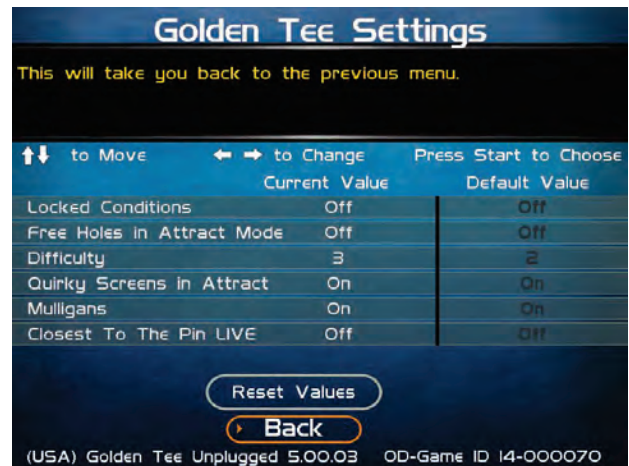 Golden Tee Settings
This will take you back to the previous menu.
to Move to Change Press Start to Choose
Current Value Default Value
Locked Conditions Off Off
Free Holes in Attract Mode Off Off
Difficulty 3 2
Quirky Screens in Attract On On
Mulligans On On
Closest To The Pin LIVE Off Off
Reset Values
Back
(USA) Golden Tee Unplugged 5.00.03 OD-Game ID 14-000070